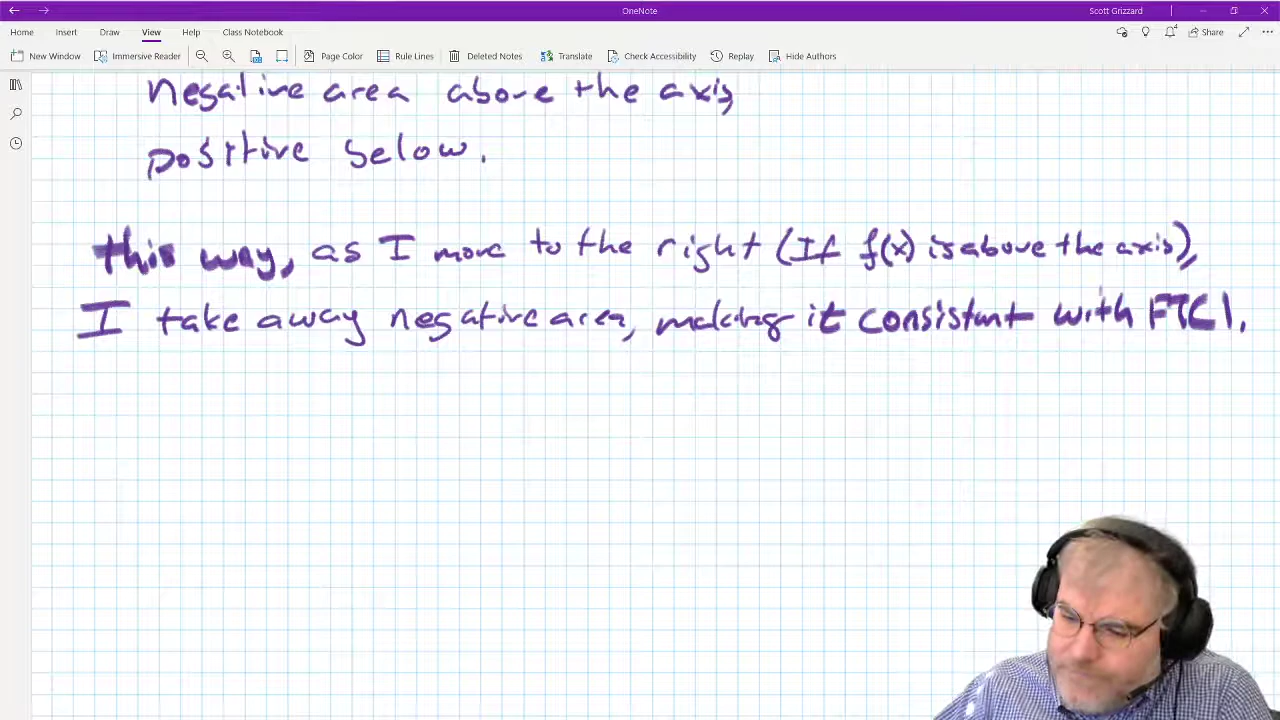 OneNote
Scott Grizzard
Home Insert Draw View Help Class Notebook
Share
New Window Immersive Reader Page Color Rule Lines Deleted Notes Translate Check Accessibility Replay Hide Authors
negative area above the axis,
positive below.
this way, as I move to the right (If f(x) is above the axis),
I take away negative area, making it consistant with FTC1.